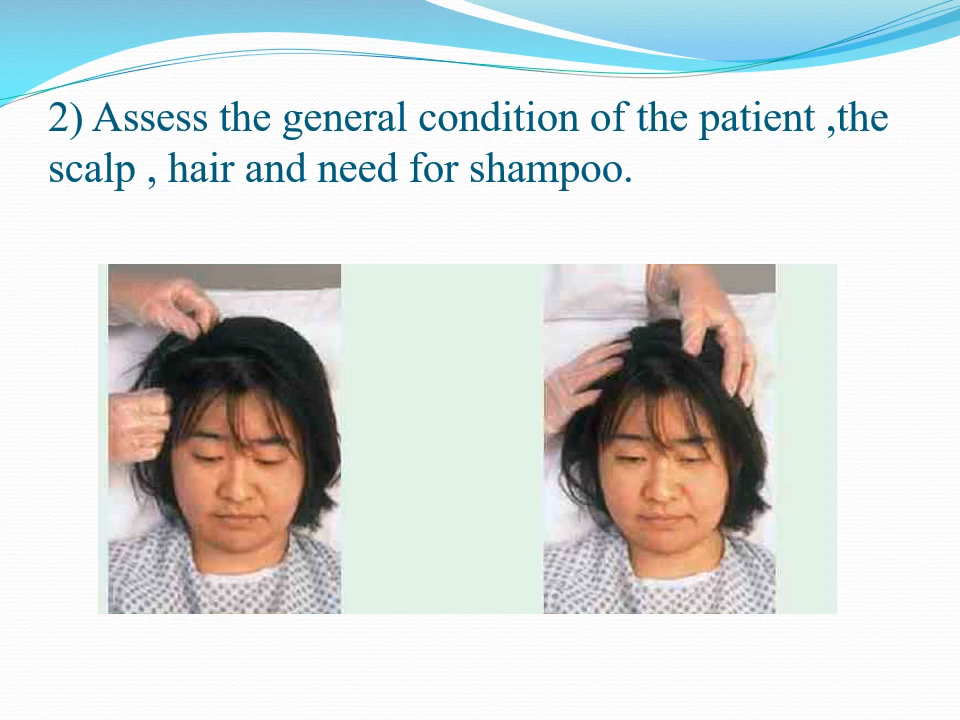 2) Assess the general condition of the patient ,the
scalp , hair and need for shampoo.